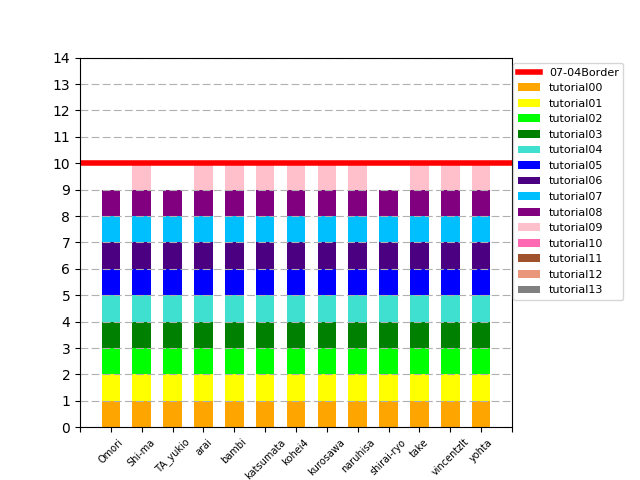 14
13
12
11
10
9
8
7
6
5
4
3
2
1
0
07-04Border
tutorial00
tutorial01
tutorial02
tutorial03
tutorial04
tutorial05
tutorial06
tutorial07
tutorial08
tutorial09
tutorial10
tutorial11
tutorial12
tutorial13
Omori
Shi-ma
TA_yukio
arai
bambi
katsumata
kohei4
kurosawa
naruhisa
shirai-ryo
take
vincentzlt
yohta